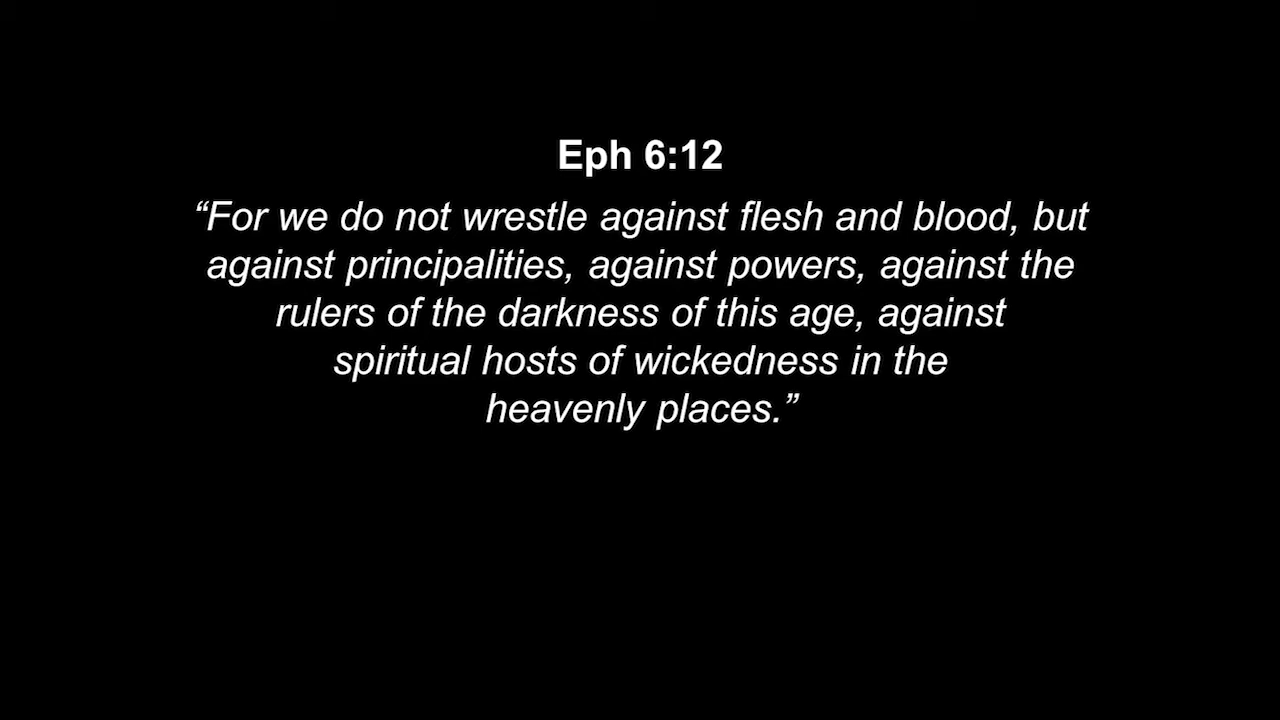 Eph 6:12
“For we do not wrestle against flesh and blood, but
against principalities, against powers, against the
rulers of the darkness of this age, against
spiritual hosts of wickedness in the
heavenly places.”